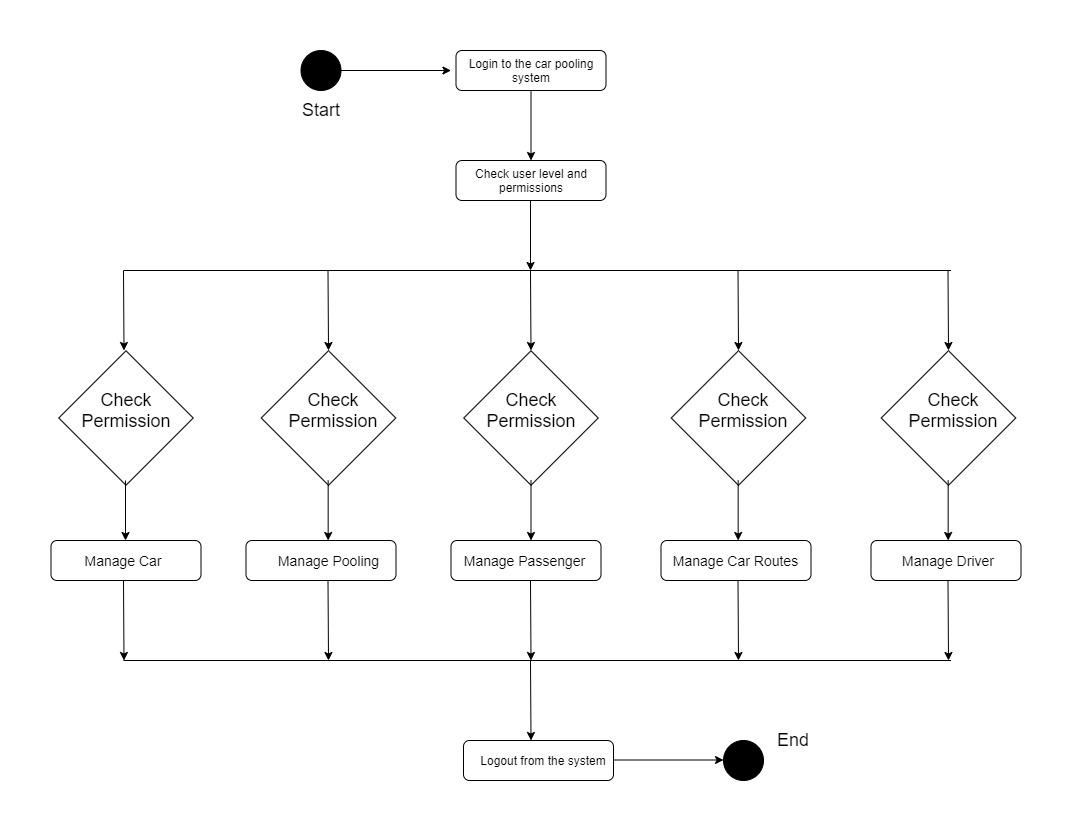 Login to the car pooling
system
Start
Check user level and
permissions
Check
Permission
Check
Permission
Check
Permission
Check
Permission
Check
Permission
Manage Car
Manage Pooling
Manage Passenger
Manage Car Routes
Manage Driver
End
Logout from the system